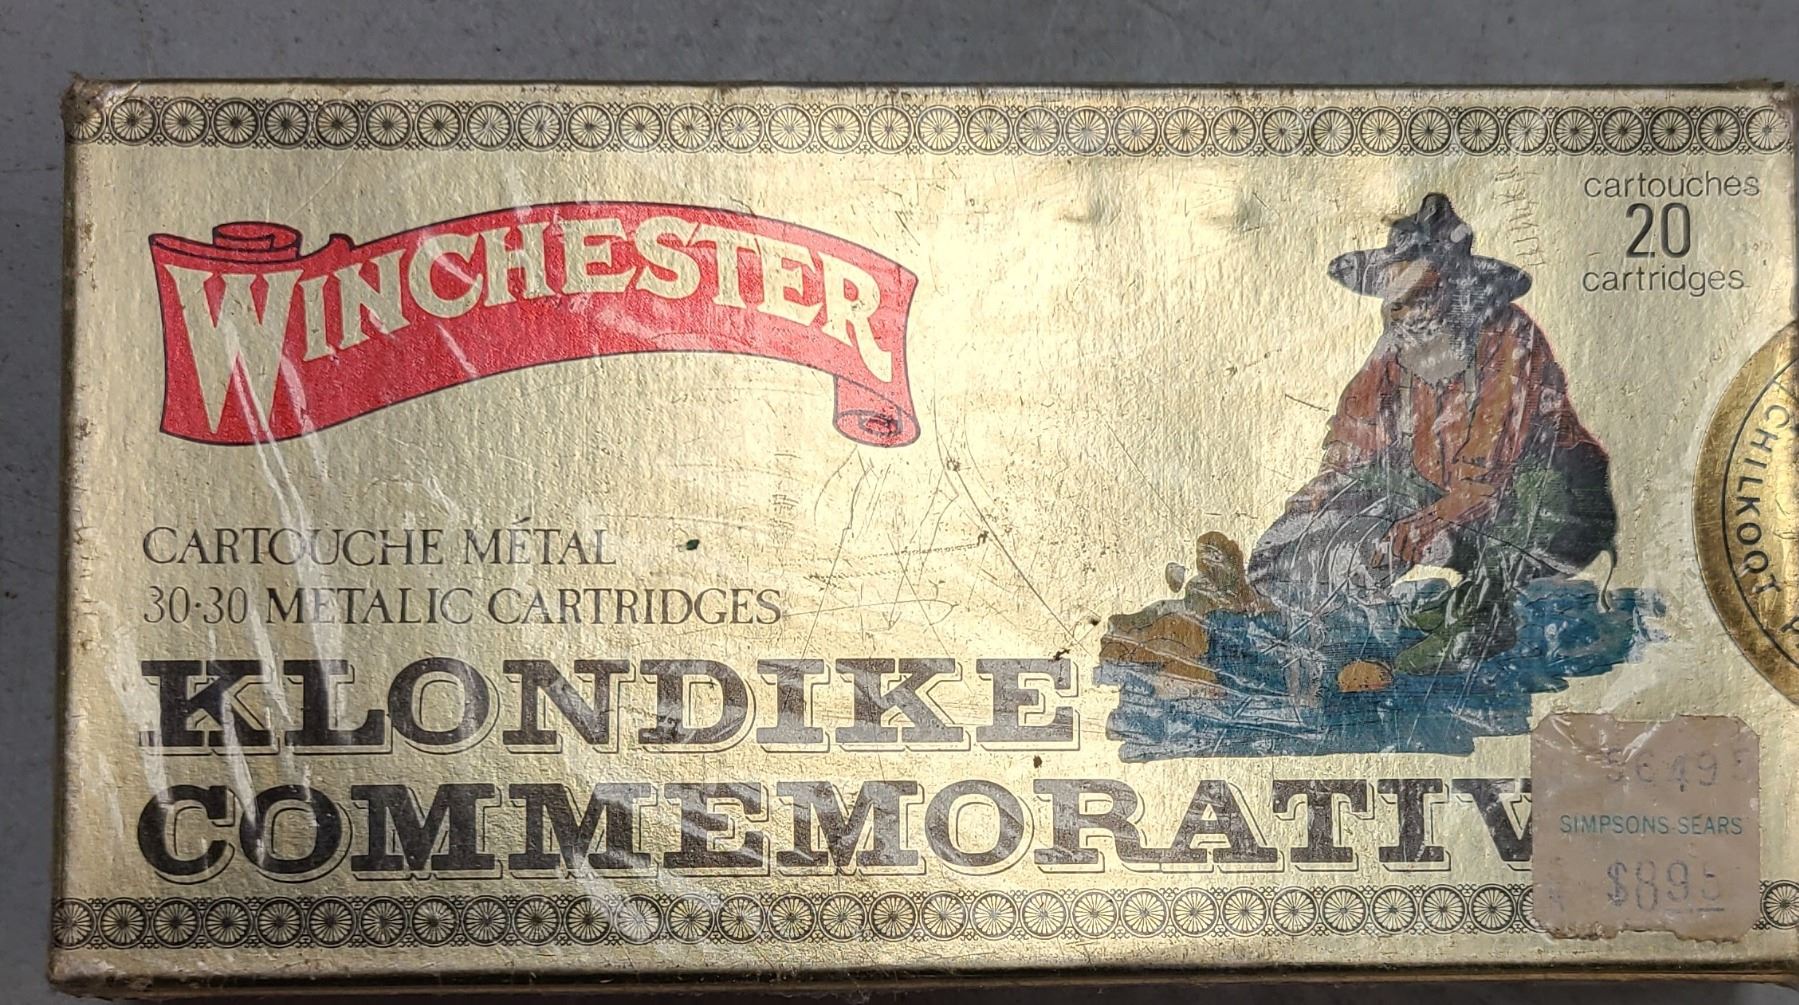 WINCHESTER
cartouches
20
cartridges
CHILKOOT
CARTOUCHE MÉTAL
30·30 METALIC CARTRIDGES
KLONDIKE
COMMEMORATIV
SIMPSONS-SEARS
$895